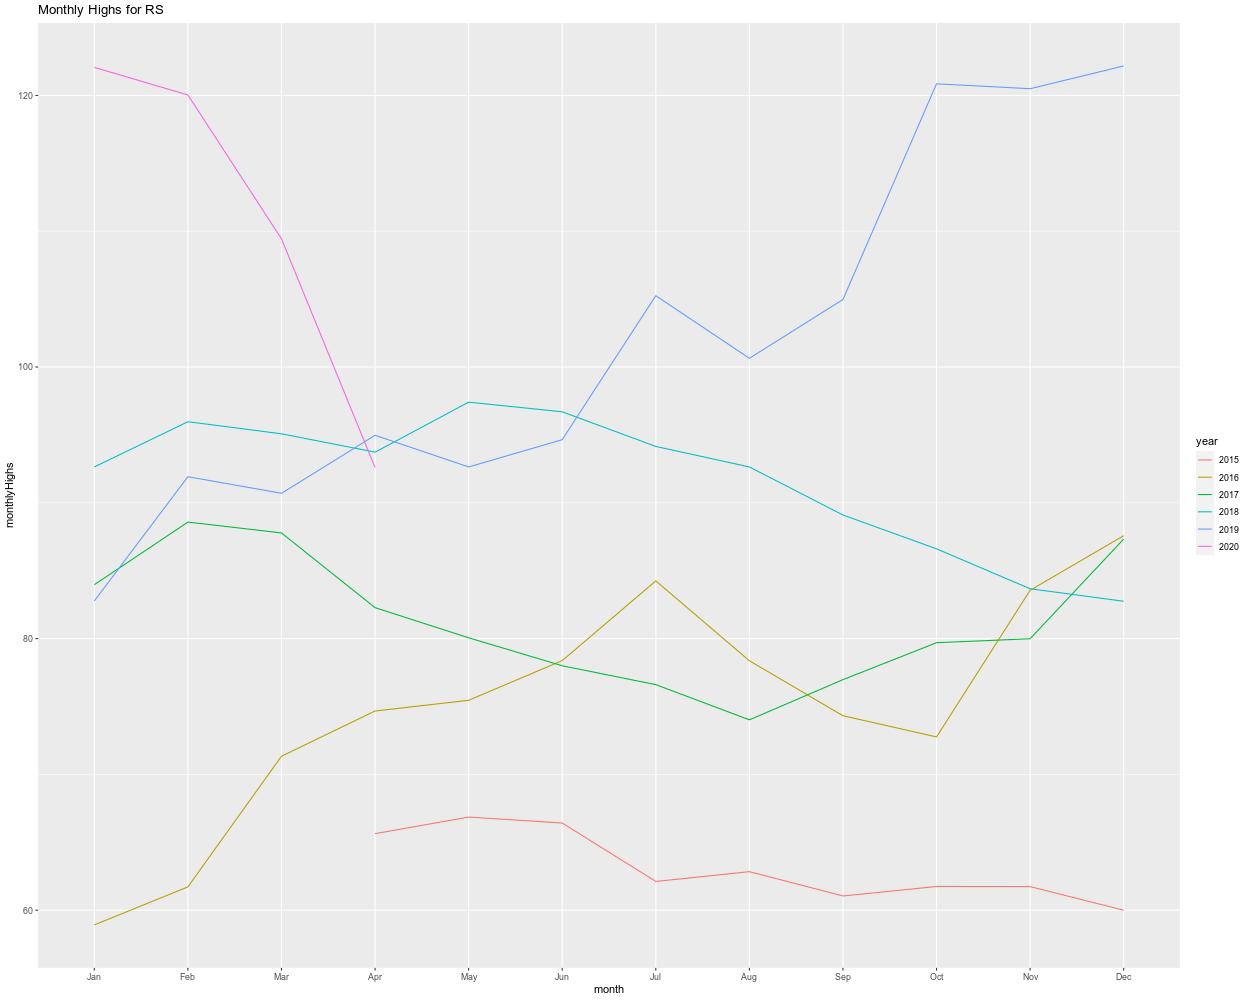 Monthly Highs for RS
120
100
80
60
monthlyHighs
Jan Feb Mar Apr May Jun Jul Aug Sep Oct Nov Dec
month
year
2015
2016
2017
2018
2019
2020